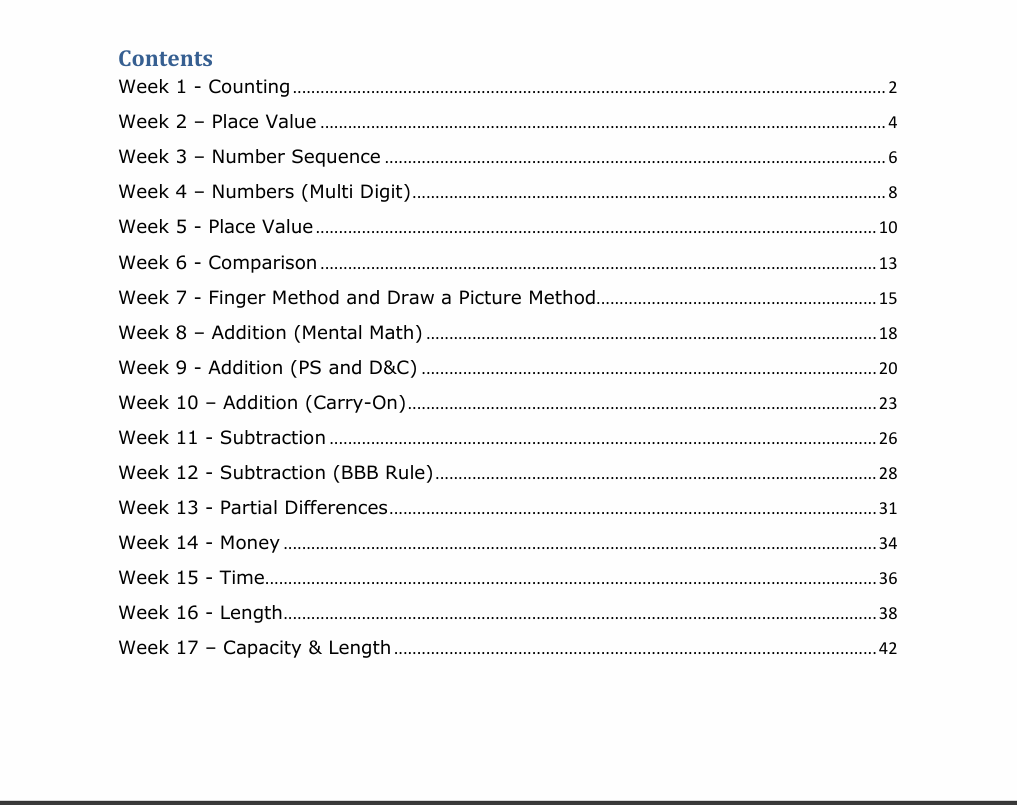 Contents
Week 1 - Counting 2
Week 2 – Place Value 4
Week 3 – Number Sequence 6
Week 4 – Numbers (Multi Digit) 8
Week 5 - Place Value 10
Week 6 - Comparison 13
Week 7 - Finger Method and Draw a Picture Method 15
Week 8 – Addition (Mental Math) 18
Week 9 - Addition (PS and D&C) 20
Week 10 – Addition (Carry-On) 23
Week 11 - Subtraction 26
Week 12 - Subtraction (BBB Rule) 28
Week 13 - Partial Differences 31
Week 14 - Money 34
Week 15 - Time 36
Week 16 - Length 38
Week 17 – Capacity & Length 42